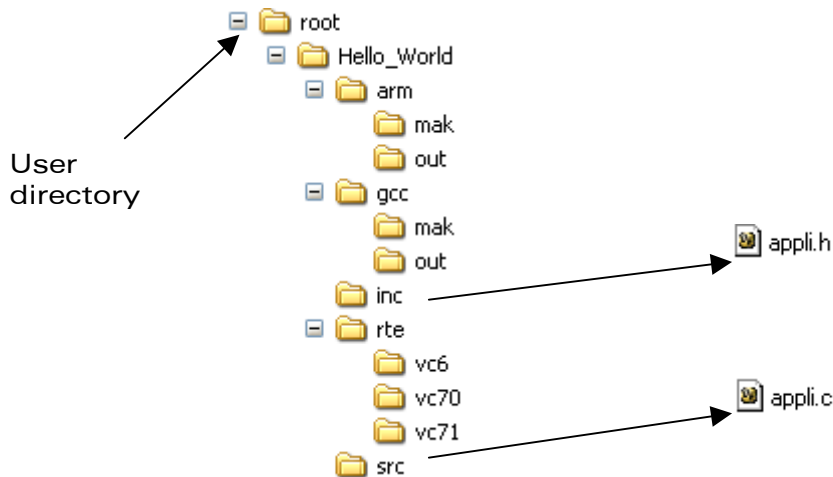 root
Hello_World
arm
mak
out
User
directory
gcc
mak
out
appli.h
inc
rte
vc6
vc70
appli.c
vc71
src